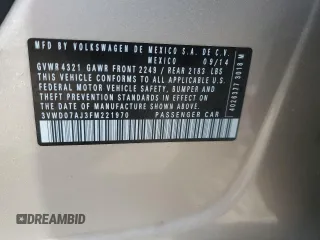 MFD BY VOLKSWAGEN DE MEXICO S.A. DE C.V.
MEXICO 09/14
GVWR 4321 GAWR FRONT 2249 / REAR 2183 LBS
THIS VEHICLE CONFORMS TO ALL APPLICABLE U.S.
FEDERAL MOTOR VEHICLE SAFETY, BUMPER, AND
THEFT PREVENTION STANDARDS IN EFFECT ON THE
DATE OF MANUFACTURE SHOWN ABOVE.
3VWD07AJ3FM221970 PASSENGER CAR
4028377 3018 M
DREAMBID